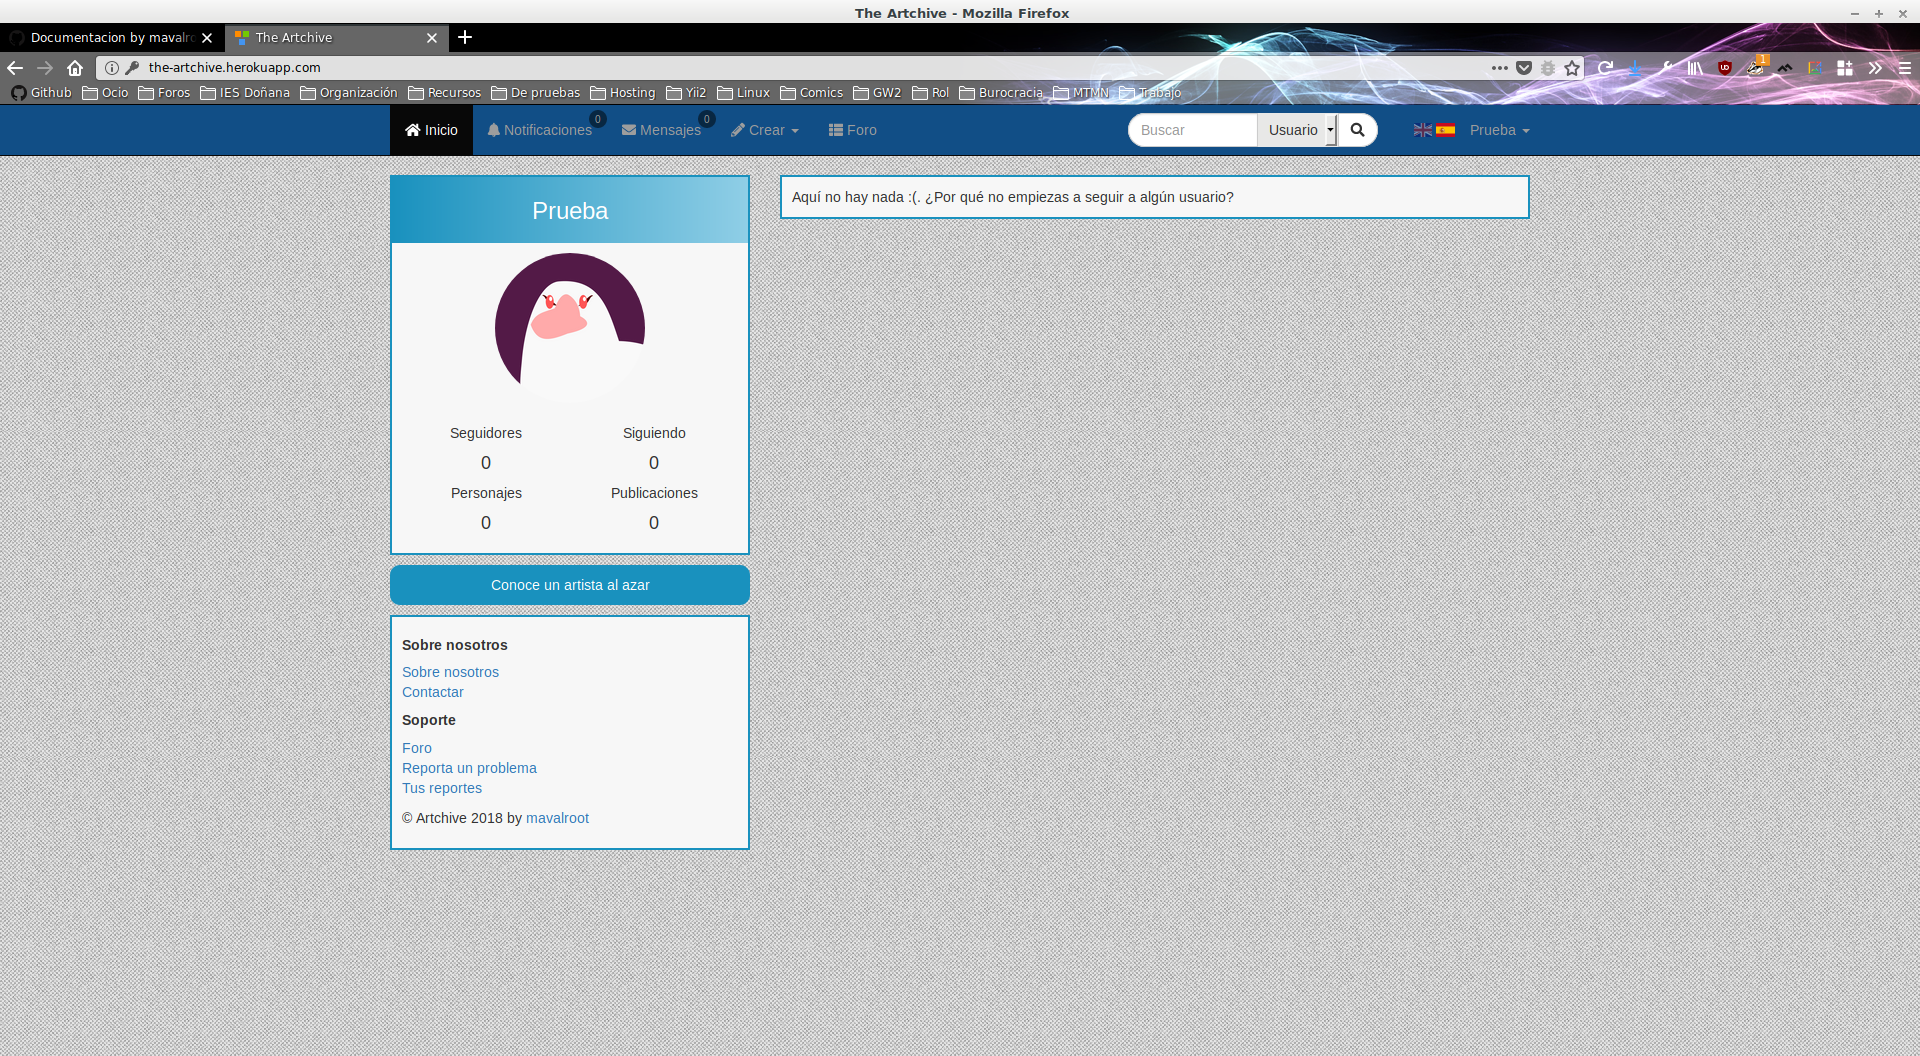 The Artchive - Mozilla Firefox
Documentacion by mavalro
The Artchive
the-artchive.herokuapp.com
1
Github Ocio Foros IES Doñana Organización Recursos De pruebas Hosting Yii2 Linux Comics GW2 Rol Burocracia MTMN Trabajo
Inicio Notificaciones 0 Mensajes 0 Crear Foro Buscar Usuario Prueba
Prueba
Aquí no hay nada :(. ¿Por qué no empiezas a seguir a algún usuario?
Seguidores Siguiendo
0 0
Personajes Publicaciones
0 0
Conoce un artista al azar
Sobre nosotros
Sobre nosotros
Contactar
Soporte
Foro
Reporta un problema
Tus reportes
© Artchive 2018 by mavalroot